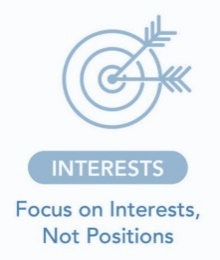 INTERESTS
Focus on Interests,
Not Positions